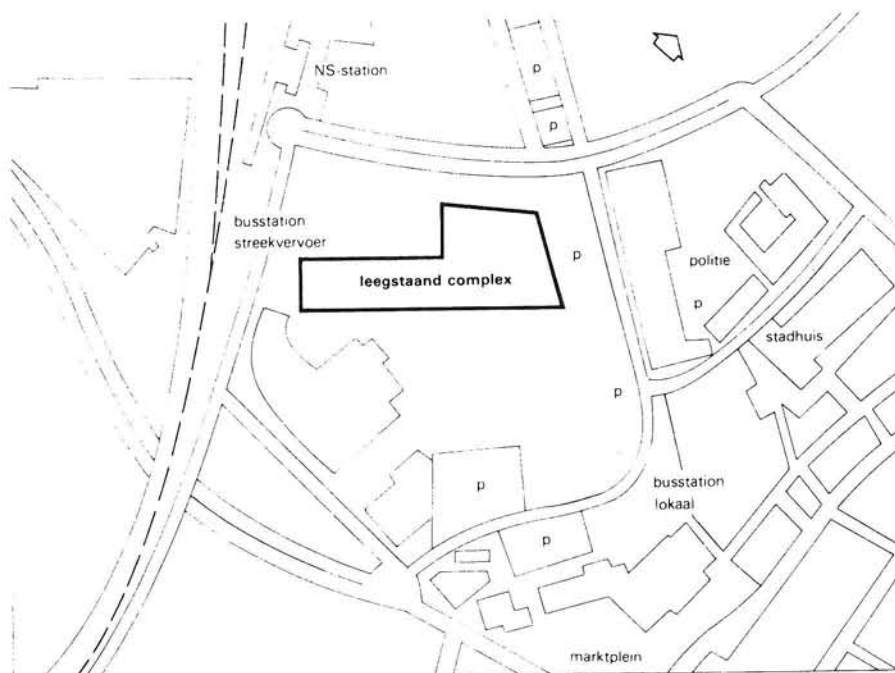 NS-station
p
p
busstation
streekvervoer
leegstaand complex
p
politie
p
stadhuis
p
p
busstation
lokaal
p
marktplein